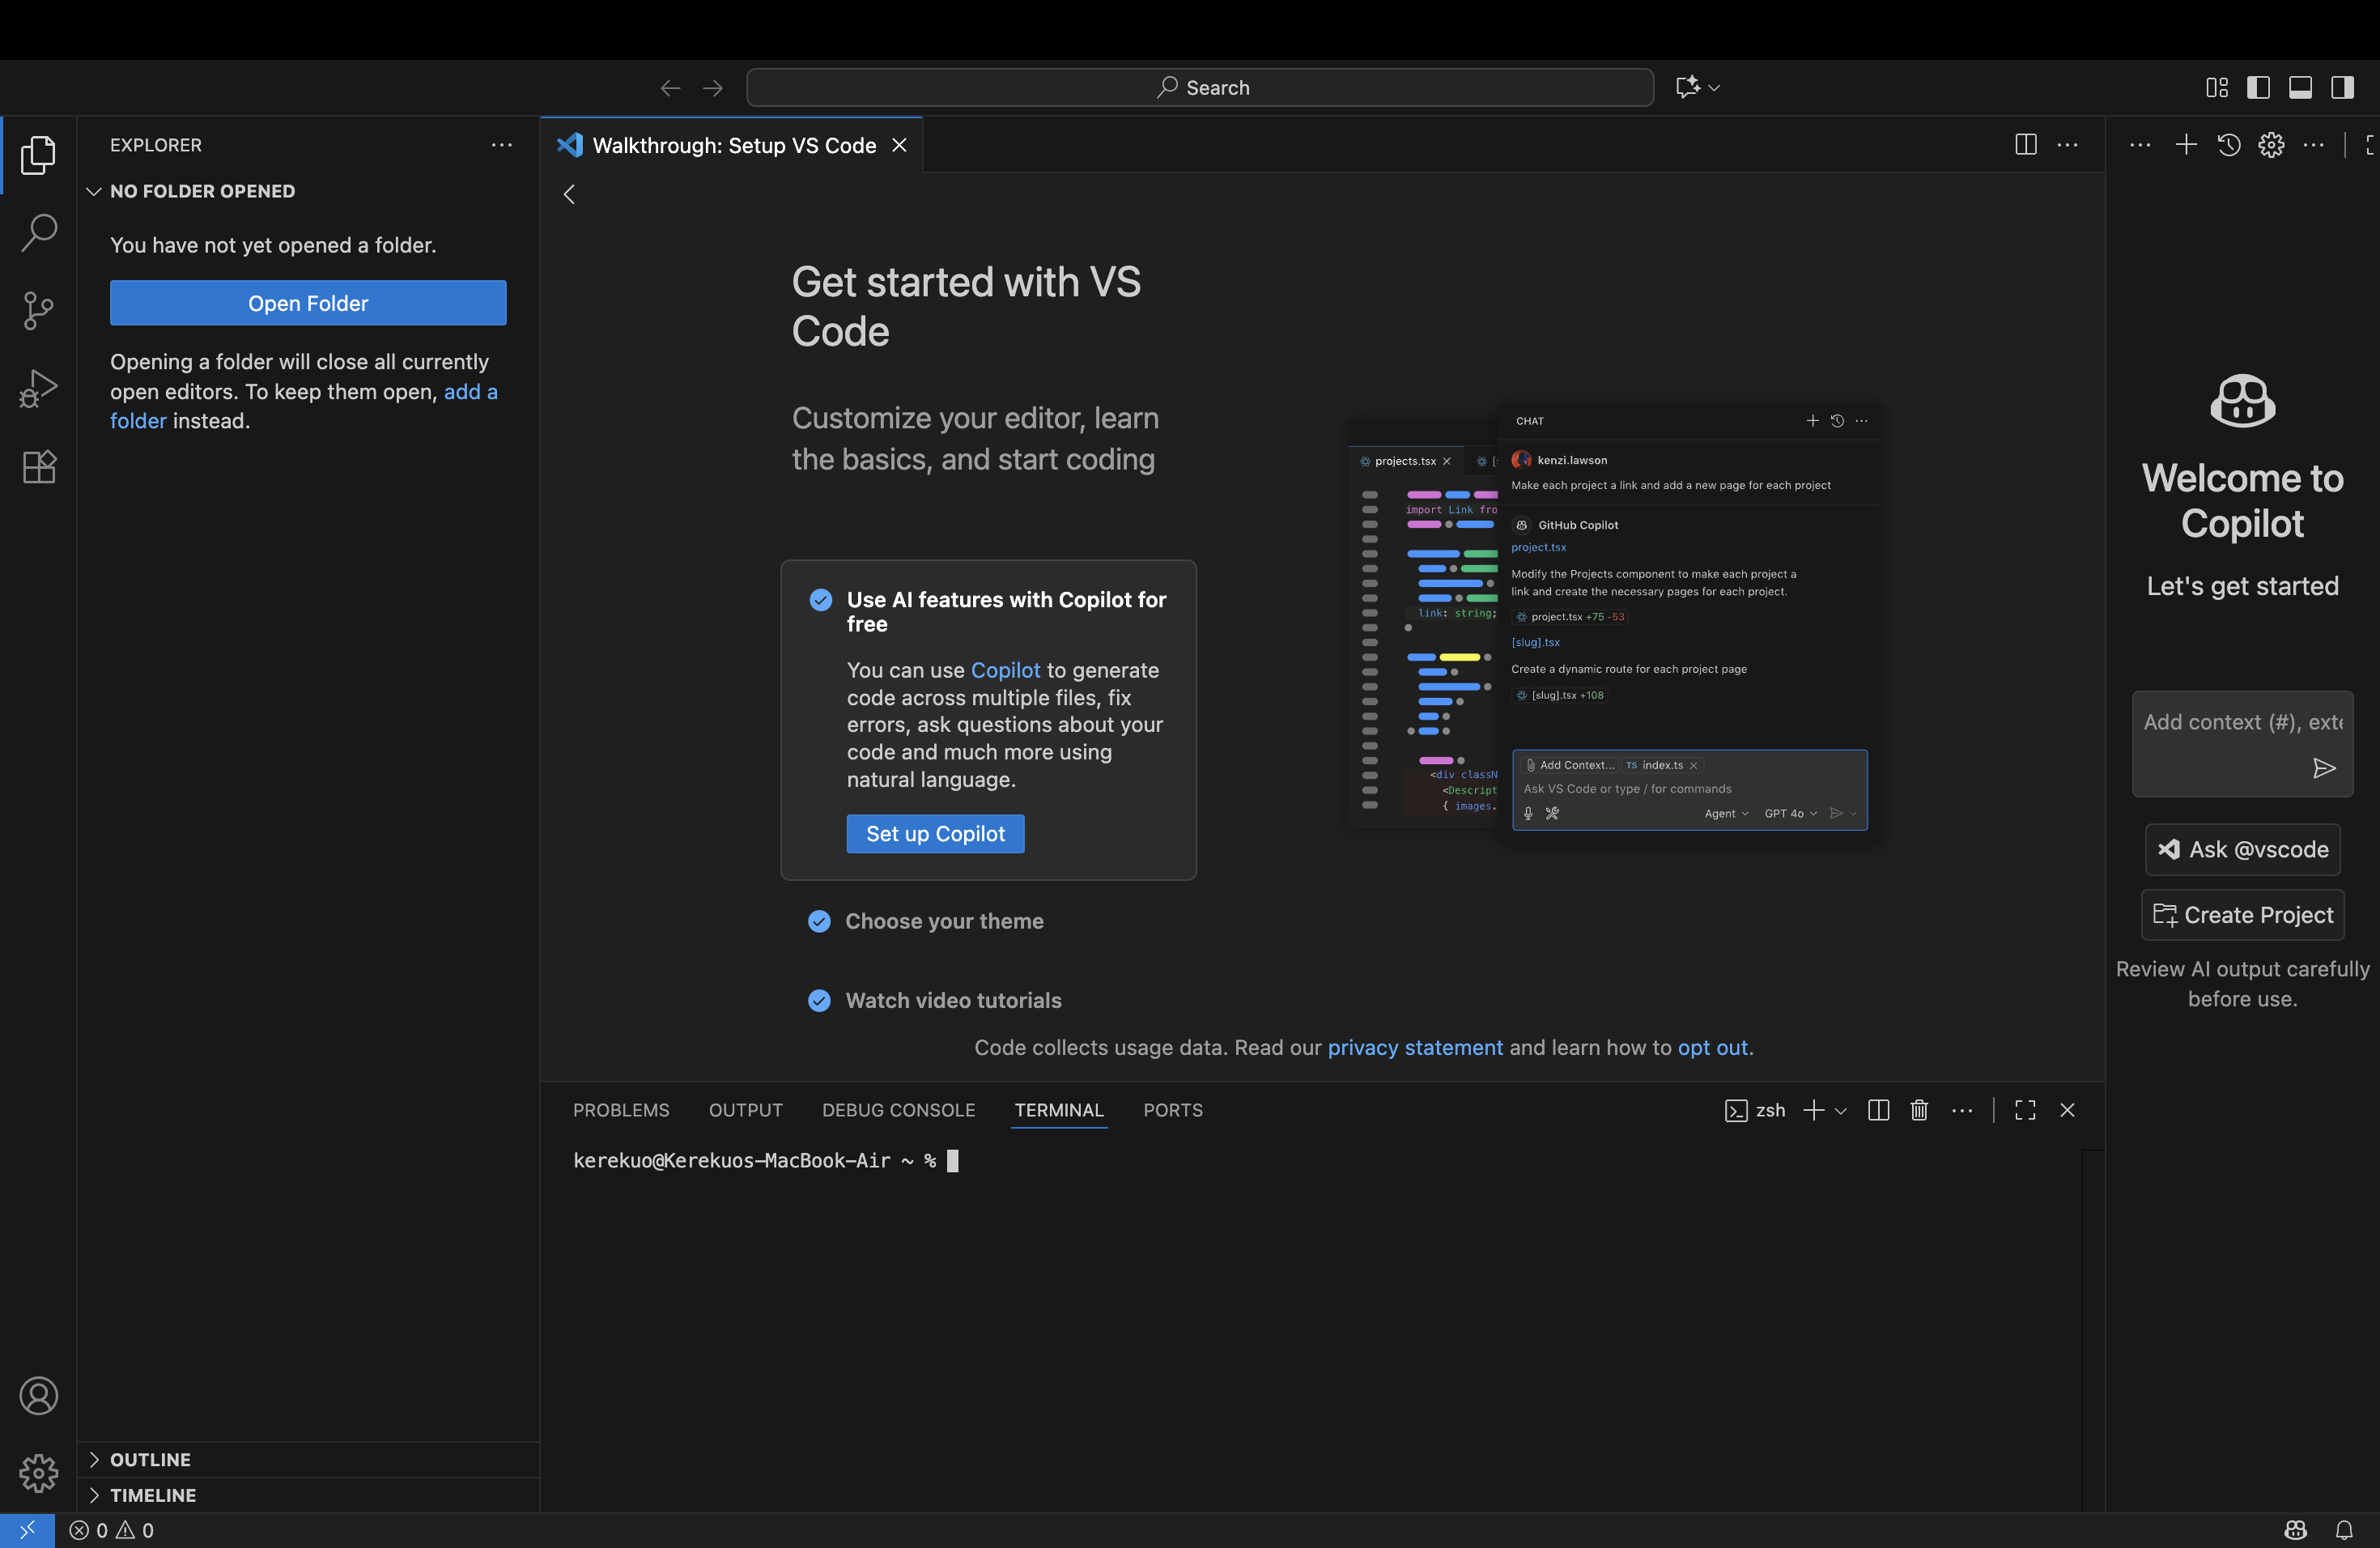 Search
EXPLORER
NO FOLDER OPENED
You have not yet opened a folder.
Open Folder
Opening a folder will close all currently
open editors. To keep them open, add a
folder instead.
OUTLINE
TIMELINE
Walkthrough: Setup VS Code
Get started with VS
Code
Customize your editor, learn
the basics, and start coding
Use AI features with Copilot for
free
You can use Copilot to generate
code across multiple files, fix
errors, ask questions about your
code and much more using
natural language.
Set up Copilot
Choose your theme
Watch video tutorials
projects.tsx
import Link fro
link: string;
<div classN
<Descript
{ images.
CHAT
kenzi.lawson
Make each project a link and add a new page for each project
GitHub Copilot
project.tsx
Modify the Projects component to make each project a
link and create the necessary pages for each project.
project.tsx +75 -53
[slug].tsx
Create a dynamic route for each project page
[slug].tsx +108
Add Context... TS index.ts
Ask VS Code or type / for commands
Agent GPT 4o
Code collects usage data. Read our privacy statement and learn how to opt out.
PROBLEMS OUTPUT DEBUG CONSOLE TERMINAL PORTS
zsh
kerekuo@Kerekuos-MacBook-Air ~ %
Welcome to
Copilot
Let's get started
Add context (#), exte
Ask @vscode
Create Project
Review AI output carefully
before use.
0 0